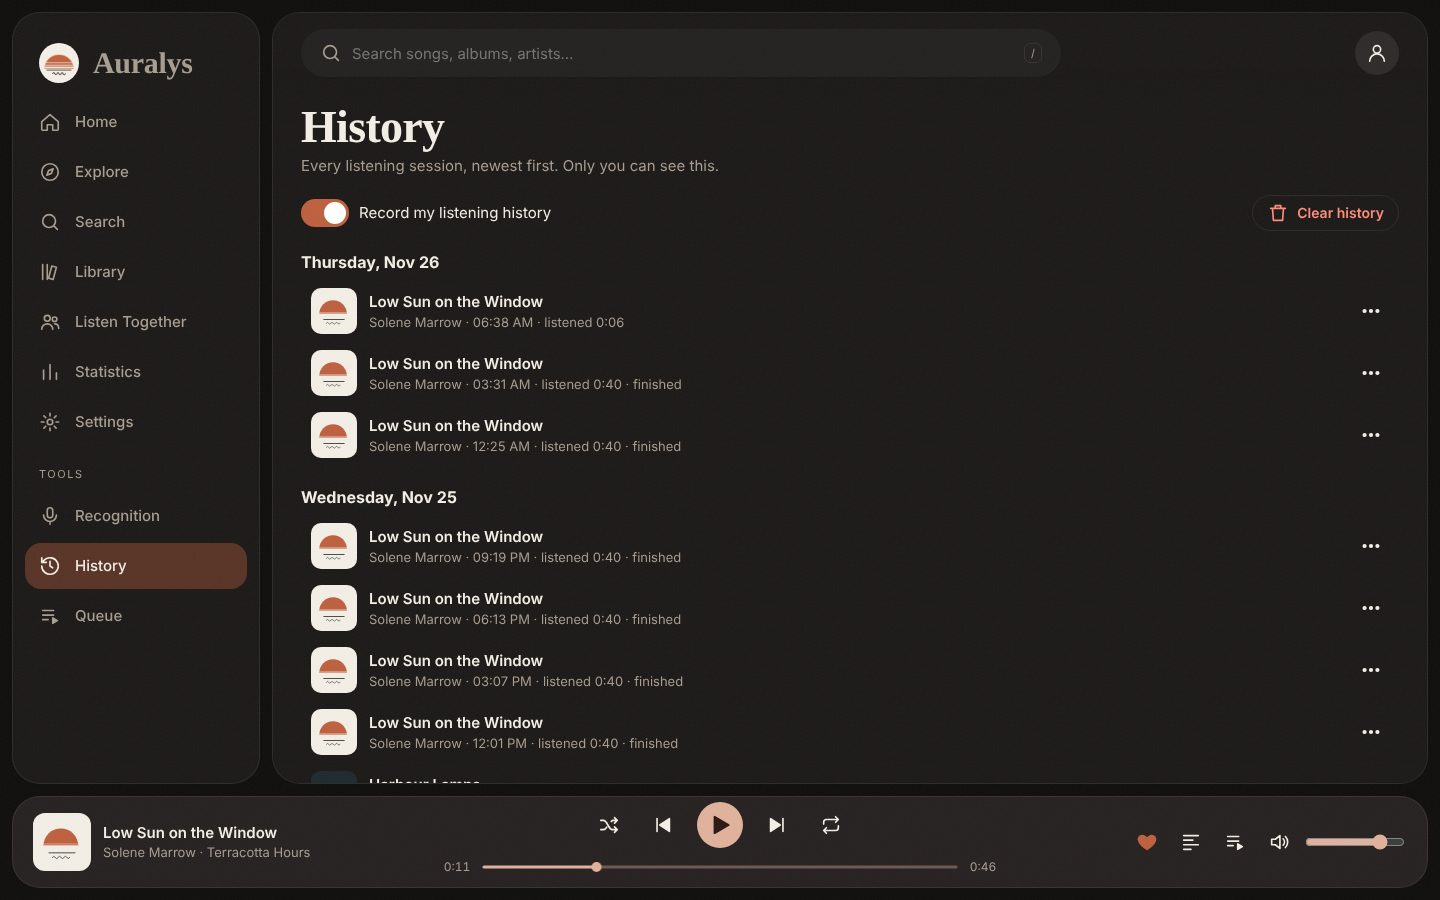 Auralys
Home
Explore
Search
Library
Listen Together
Statistics
Settings
TOOLS
Recognition
History
Queue
Search songs, albums, artists...
/
History
Every listening session, newest first. Only you can see this.
Record my listening history
Clear history
Thursday, Nov 26
Low Sun on the Window
Solene Marrow · 06:38 AM · listened 0:06
Low Sun on the Window
Solene Marrow · 03:31 AM · listened 0:40 · finished
Low Sun on the Window
Solene Marrow · 12:25 AM · listened 0:40 · finished
Wednesday, Nov 25
Low Sun on the Window
Solene Marrow · 09:19 PM · listened 0:40 · finished
Low Sun on the Window
Solene Marrow · 06:13 PM · listened 0:40 · finished
Low Sun on the Window
Solene Marrow · 03:07 PM · listened 0:40 · finished
Low Sun on the Window
Solene Marrow · 12:01 PM · listened 0:40 · finished
Low Sun on the Window
Solene Marrow · Terracotta Hours
0:11
0:46